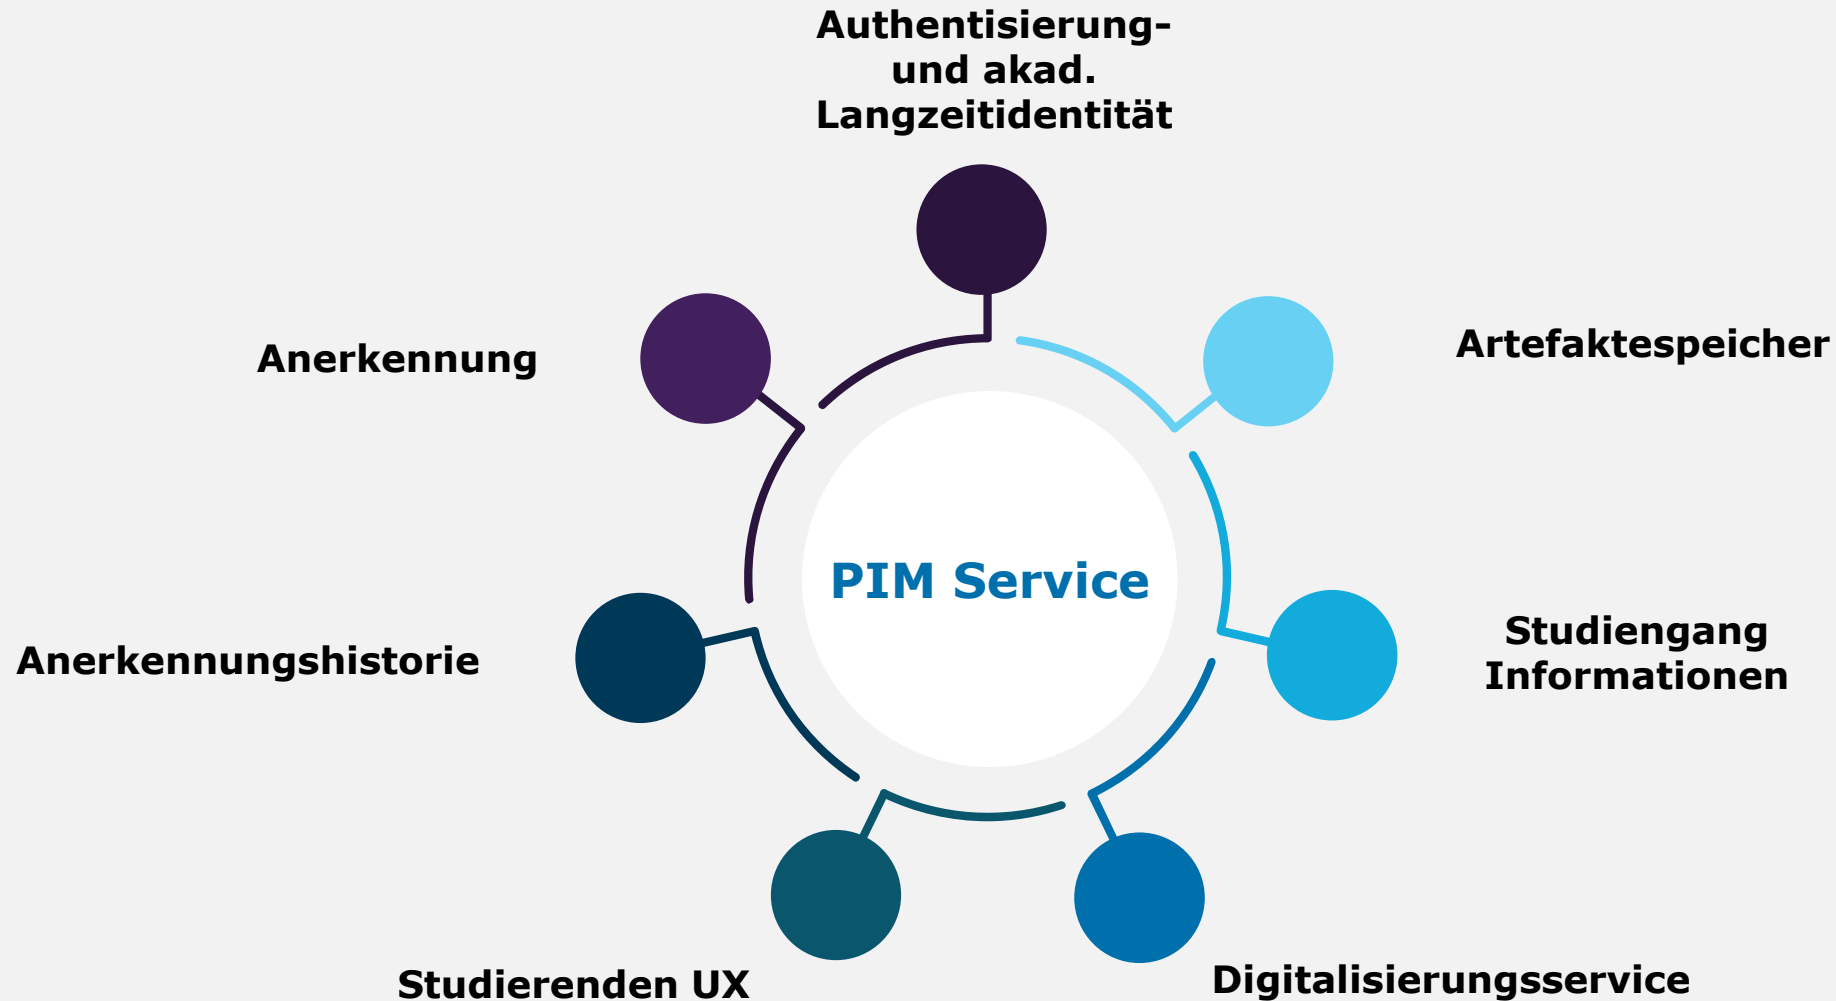 Authentisierung-
und akad.
Langzeitidentität
Artefaktespeicher
Anerkennung
PIM Service
Studiengang
Informationen
Anerkennungshistorie
Digitalisierungsservice
Studierenden UX